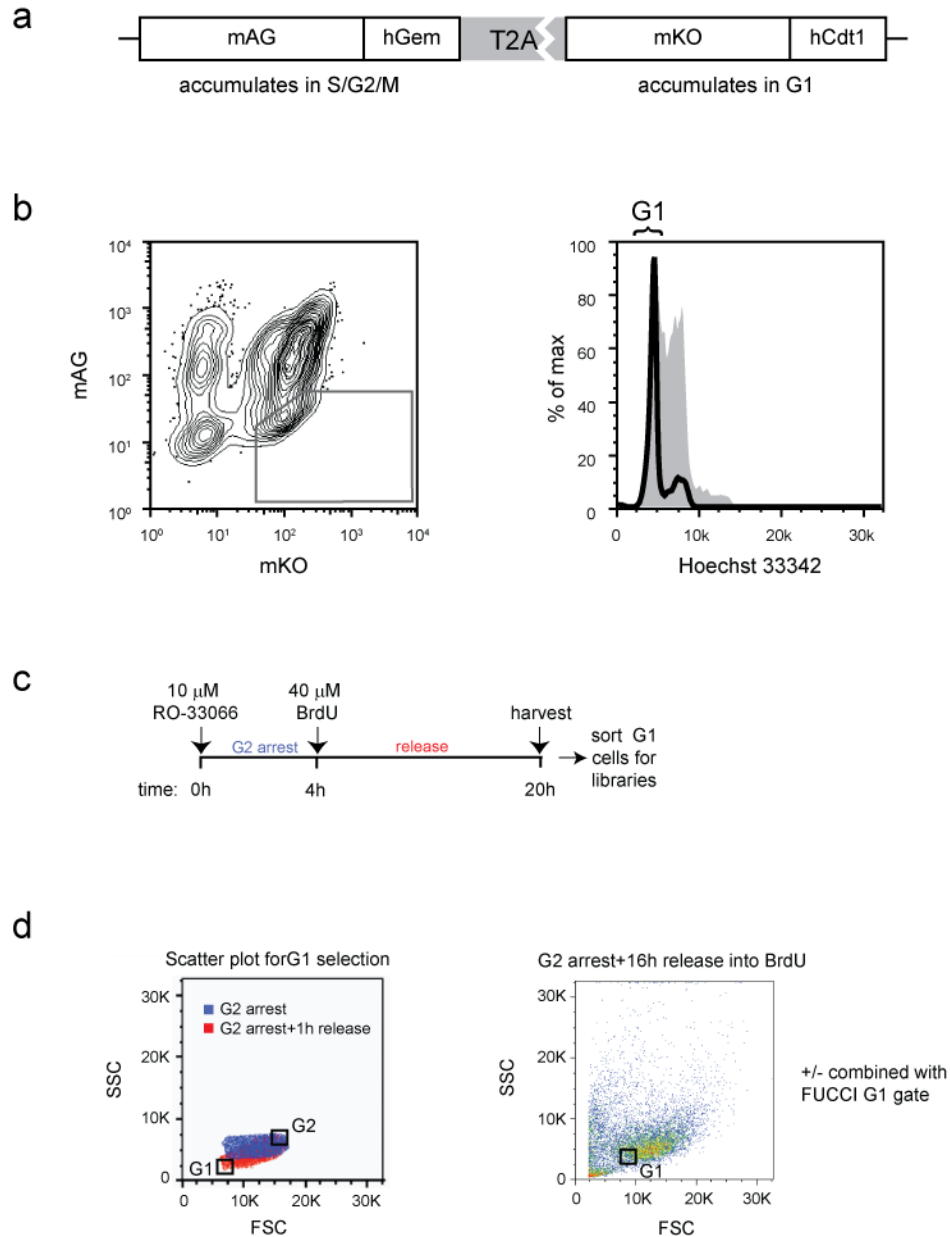 a
mAG hGem T2A mKO hCdt1
accumulates in S/G2/M accumulates in G1
b
10⁴
10³
10²
10¹
10⁰
mAG
10⁰ 10¹ 10² 10³ 10⁴
mKO
G1
100
80
60
40
20
0
% of max
0 10k 20k 30k
Hoechst 33342
c
10 μM
RO-33066
40 μM
BrdU
harvest
G2 arrest
release
sort G1
cells for
libraries
time: 0h 4h 20h
d
Scatter plot forG1 selection
30K
20K
10K
0
SSC
G2 arrest
G2 arrest+1h release
G2
G1
0 10K 20K 30K
FSC
G2 arrest+16h release into BrdU
30K
20K
10K
0
SSC
G1
0 10K 20K 30K
FSC
+/- combined with
FUCCI G1 gate